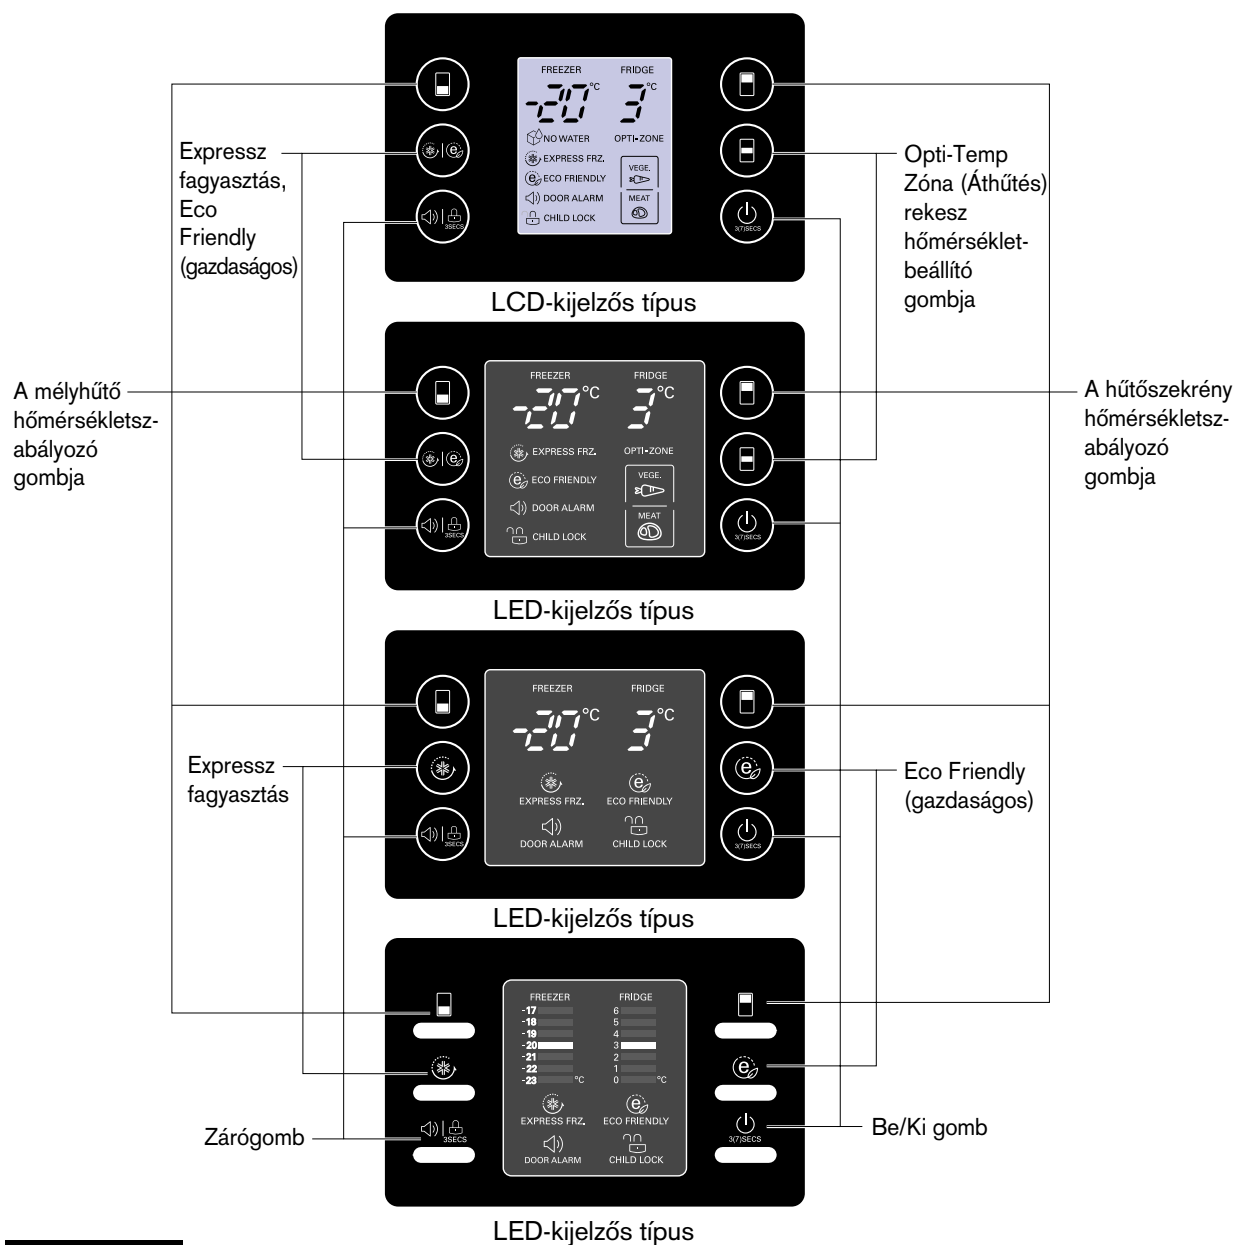 FREEZER FRIDGE
-20 °C 3 °C
NO WATER OPTI-ZONE
EXPRESS FRZ.
VEGE.
e ECO FRIENDLY
DOOR ALARM MEAT
CHILD LOCK
e
3SECS
3(7)SECS
Expressz
fagyasztás,
Eco
Friendly
(gazdaságos)
Opti-Temp
Zóna (Áthűtés)
rekesz
hőmérséklet-
beállító
gombja
LCD-kijelzős típus
A mélyhűtő
hőmérsékletsz-
abályozó
gombja
FREEZER FRIDGE
-20 °C 3 °C
EXPRESS FRZ. OPTI-ZONE
VEGE.
e ECO FRIENDLY
DOOR ALARM
MEAT
CHILD LOCK
e
3SECS
3(7)SECS
A hűtőszekrény
hőmérsékletsz-
abályozó
gombja
LED-kijelzős típus
FREEZER FRIDGE
-20 °C 3 °C
e
EXPRESS FRZ. ECO FRIENDLY
DOOR ALARM CHILD LOCK
e
3SECS
3(7)SECS
Expressz
fagyasztás
Eco Friendly
(gazdaságos)
LED-kijelzős típus
FREEZER FRIDGE
-17 6
-18 5
-19 4
-20 3
-21 2
-22 1
-23 °C 0 °C
e
EXPRESS FRZ. ECO FRIENDLY
DOOR ALARM CHILD LOCK
e
3SECS
3(7)SECS
Zárógomb
Be/Ki gomb
LED-kijelzős típus